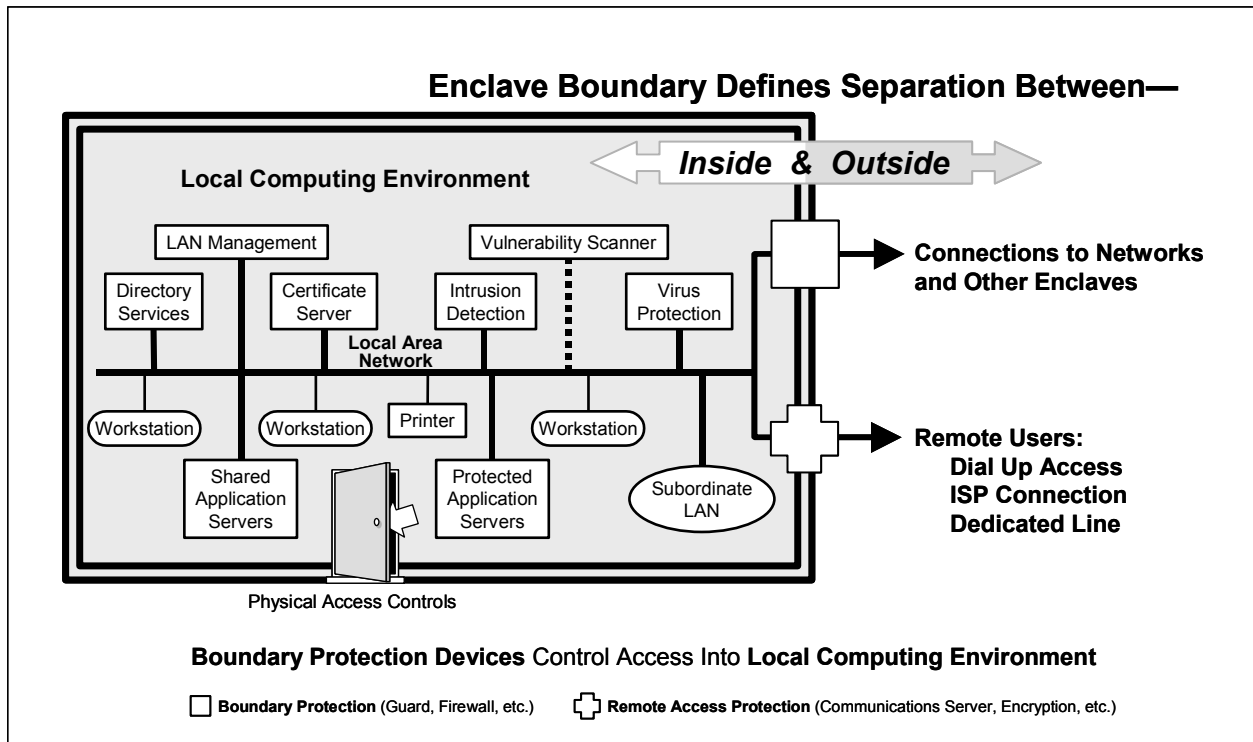 Enclave Boundary Defines Separation Between—
Inside & Outside
Local Computing Environment
LAN Management
Vulnerability Scanner
Directory
Services
Certificate
Server
Intrusion
Detection
Virus
Protection
Connections to Networks
and Other Enclaves
Local Area
Network
Workstation
Workstation
Printer
Workstation
Remote Users:
Dial Up Access
ISP Connection
Dedicated Line
Shared
Application
Servers
Protected
Application
Servers
Subordinate
LAN
Physical Access Controls
Boundary Protection Devices Control Access Into Local Computing Environment
Boundary Protection (Guard, Firewall, etc.)
Remote Access Protection (Communications Server, Encryption, etc.)